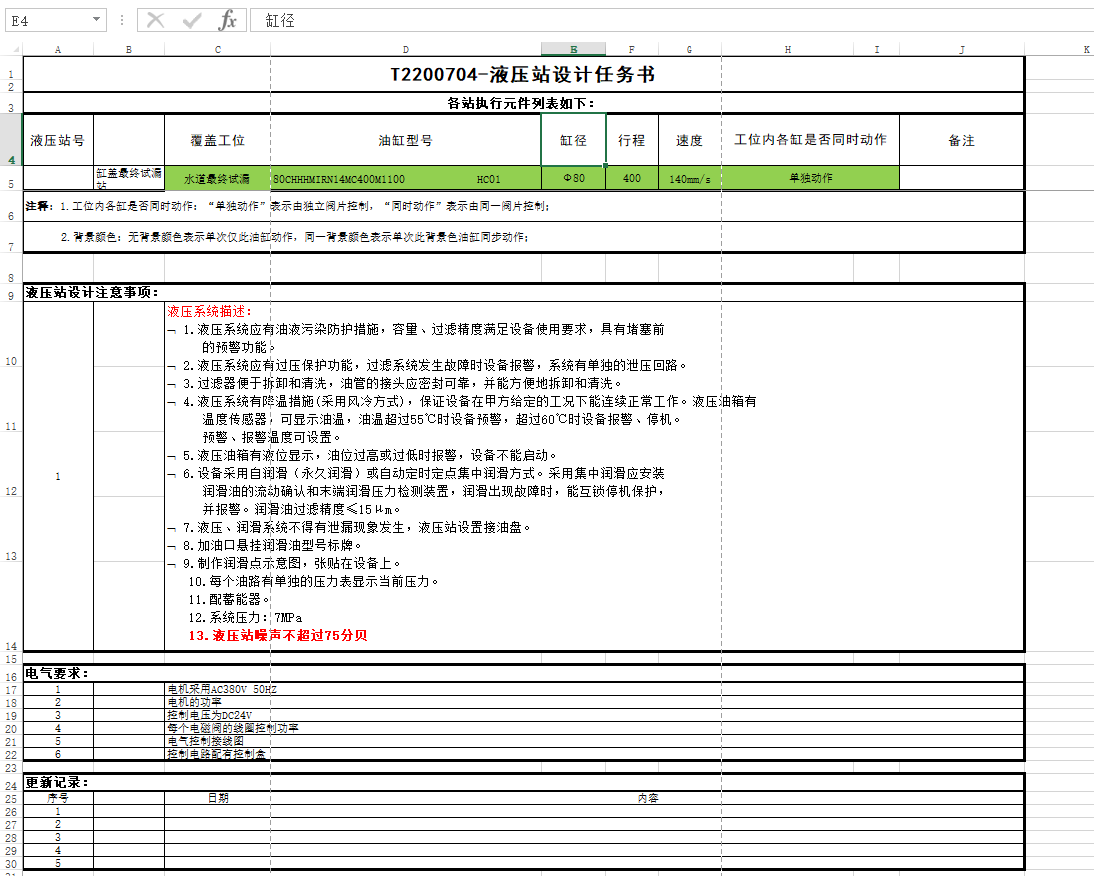 E4 fx 缸径
A B C D E F G H I J K
1 T2200704-液压站设计任务书
2
3 各站执行元件列表如下：
4 液压站号 覆盖工位 油缸型号 缸径 行程 速度 工位内各缸是否同时动作 备注
5 缸盖最终试漏站 水道最终试漏 80CHHHMIRN14MC400M1100 HC01 Φ80 400 140mm/s 单独动作
6 注释：1.工位内各缸是否同时动作：“单独动作”表示由独立阀片控制，“同时动作”表示由同一阀片控制；
7 2.背景颜色：无背景颜色表示单次仅此油缸动作，同一背景颜色表示单次此背景色油缸同步动作；
8
9 液压站设计注意事项：
液压系统描述：
¬ 1.液压系统应有油液污染防护措施，容量、过滤精度满足设备使用要求，具有堵塞前
的预警功能。
10
¬ 2.液压系统应有过压保护功能，过滤系统发生故障时设备报警，系统有单独的泄压回路。
¬ 3.过滤器便于拆卸和清洗，油管的接头应密封可靠，并能方便地拆卸和清洗。
¬ 4.液压系统有降温措施(采用风冷方式)，保证设备在甲方给定的工况下能连续正常工作。液压油箱有
温度传感器，可显示油温，油温超过55℃时设备预警，超过60℃时设备报警、停机。
11
预警、报警温度可设置。
¬ 5.液压油箱有液位显示，油位过高或过低时报警，设备不能启动。
1 ¬ 6.设备采用自润滑（永久润滑）或自动定时定点集中润滑方式。采用集中润滑应安装
12 润滑油的流动确认和末端润滑压力检测装置，润滑出现故障时，能互锁停机保护，
并报警。润滑油过滤精度≤15μm。
¬ 7.液压、润滑系统不得有泄漏现象发生，液压站设置接油盘。
¬ 8.加油口悬挂润滑油型号标牌。
13 ¬ 9.制作润滑点示意图，张贴在设备上。
10.每个油路有单独的压力表显示当前压力。
11.配蓄能器。
12.系统压力：7MPa
13.液压站噪声不超过75分贝
14
15
16 电气要求：
17 1 电机采用AC380V 50HZ
18 2 电机的功率
19 3 控制电压为DC24V
20 4 每个电磁阀的线圈控制功率
21 5 电气控制接线图
22 6 控制电路配有控制盒
23
24 更新记录：
25 序号 日期 内容
26 1
27 2
28 3
29 4
30 5